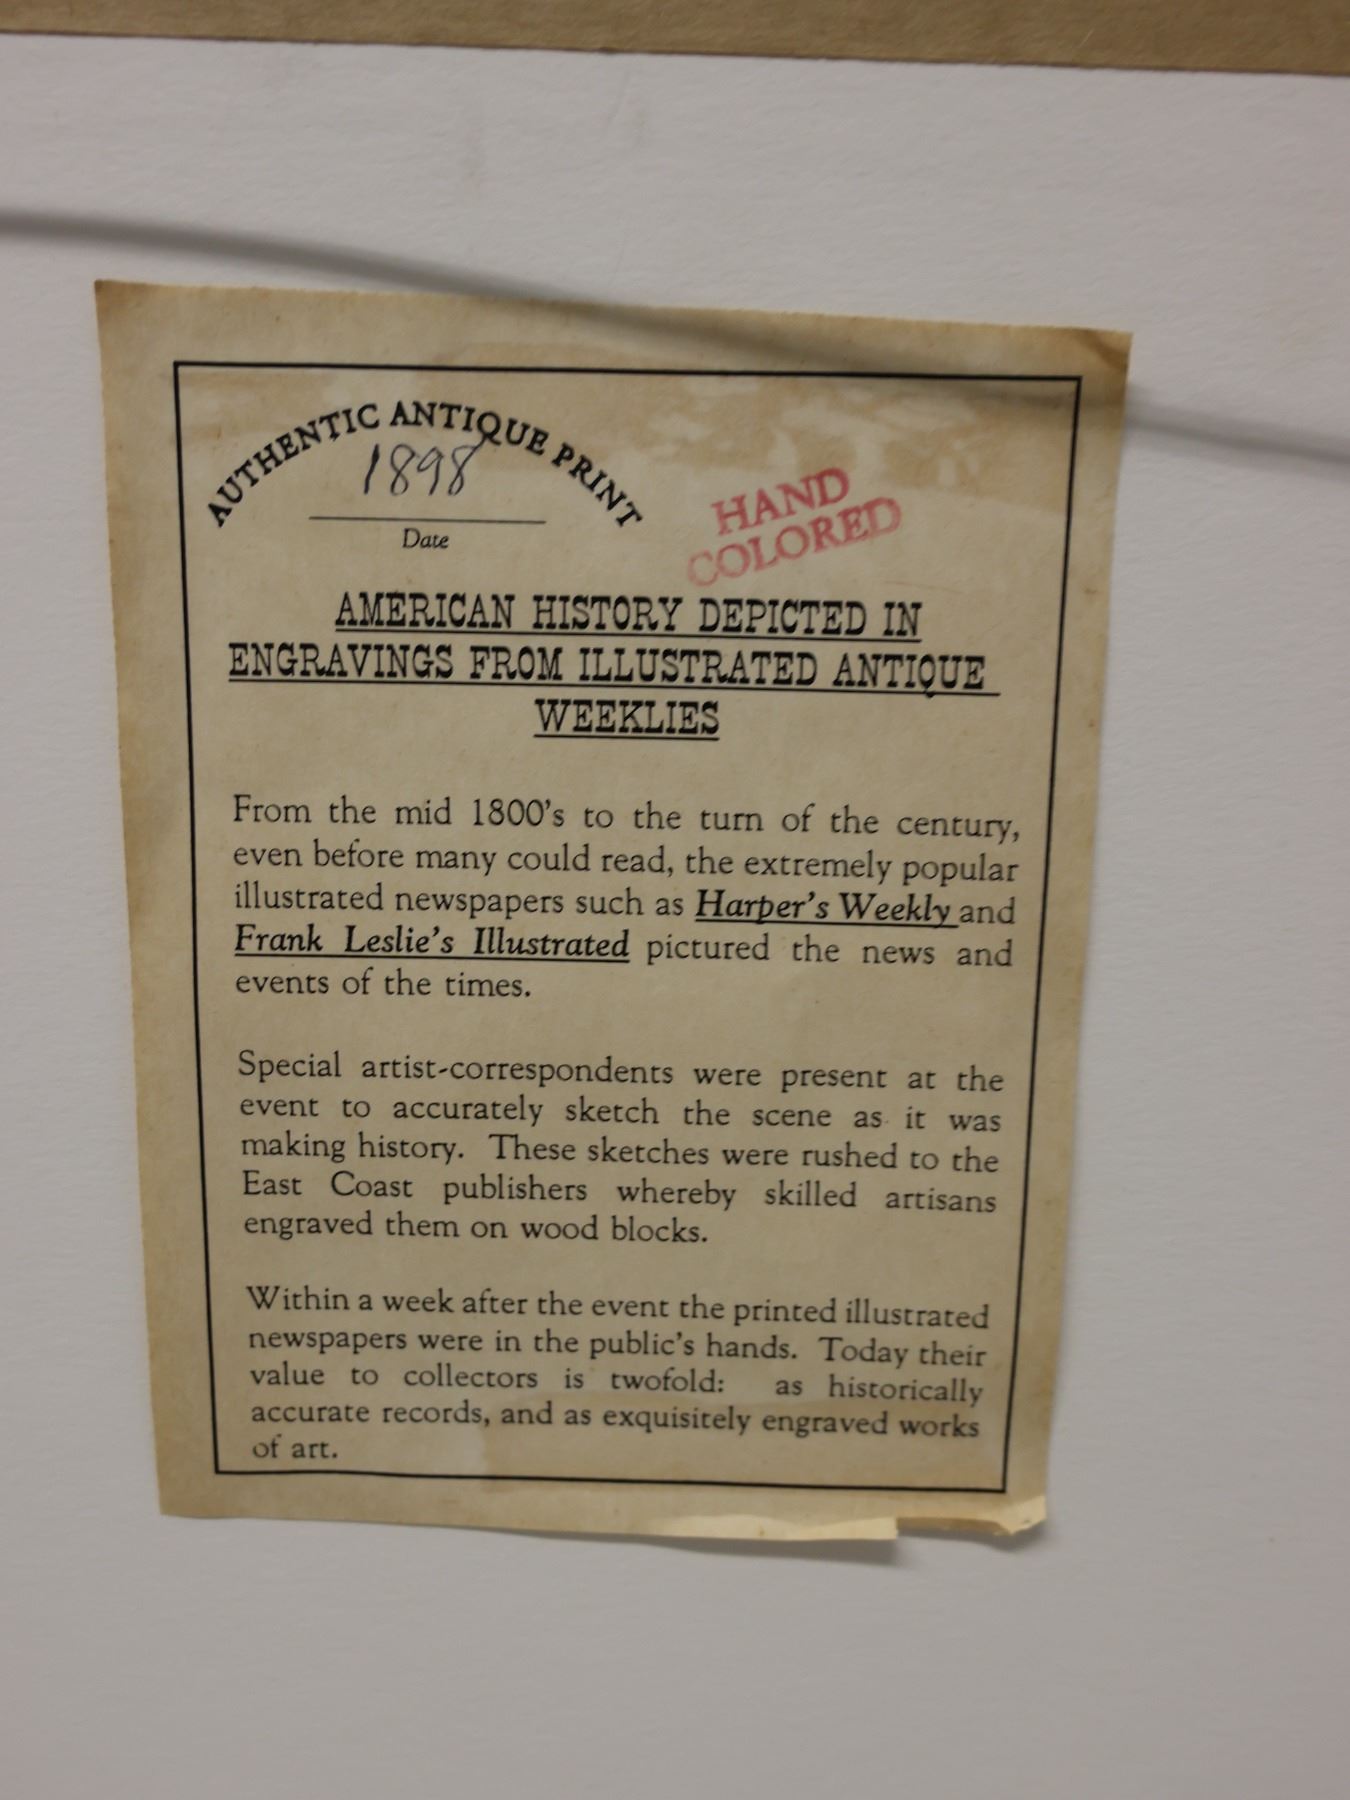 AUTHENTIC ANTIQUE PRINT
1898
Date
HAND
COLORED
AMERICAN HISTORY DEPICTED IN
ENGRAVINGS FROM ILLUSTRATED ANTIQUE
WEEKLIES
From the mid 1800's to the turn of the century,
even before many could read, the extremely popular
illustrated newspapers such as Harper's Weekly and
Frank Leslie's Illustrated pictured the news and
events of the times.
Special artist-correspondents were present at the
event to accurately sketch the scene as it was
making history. These sketches were rushed to the
East Coast publishers whereby skilled artisans
engraved them on wood blocks.
Within a week after the event the printed illustrated
newspapers were in the public's hands. Today their
value to collectors is twofold: as historically
accurate records, and as exquisitely engraved works
of art.